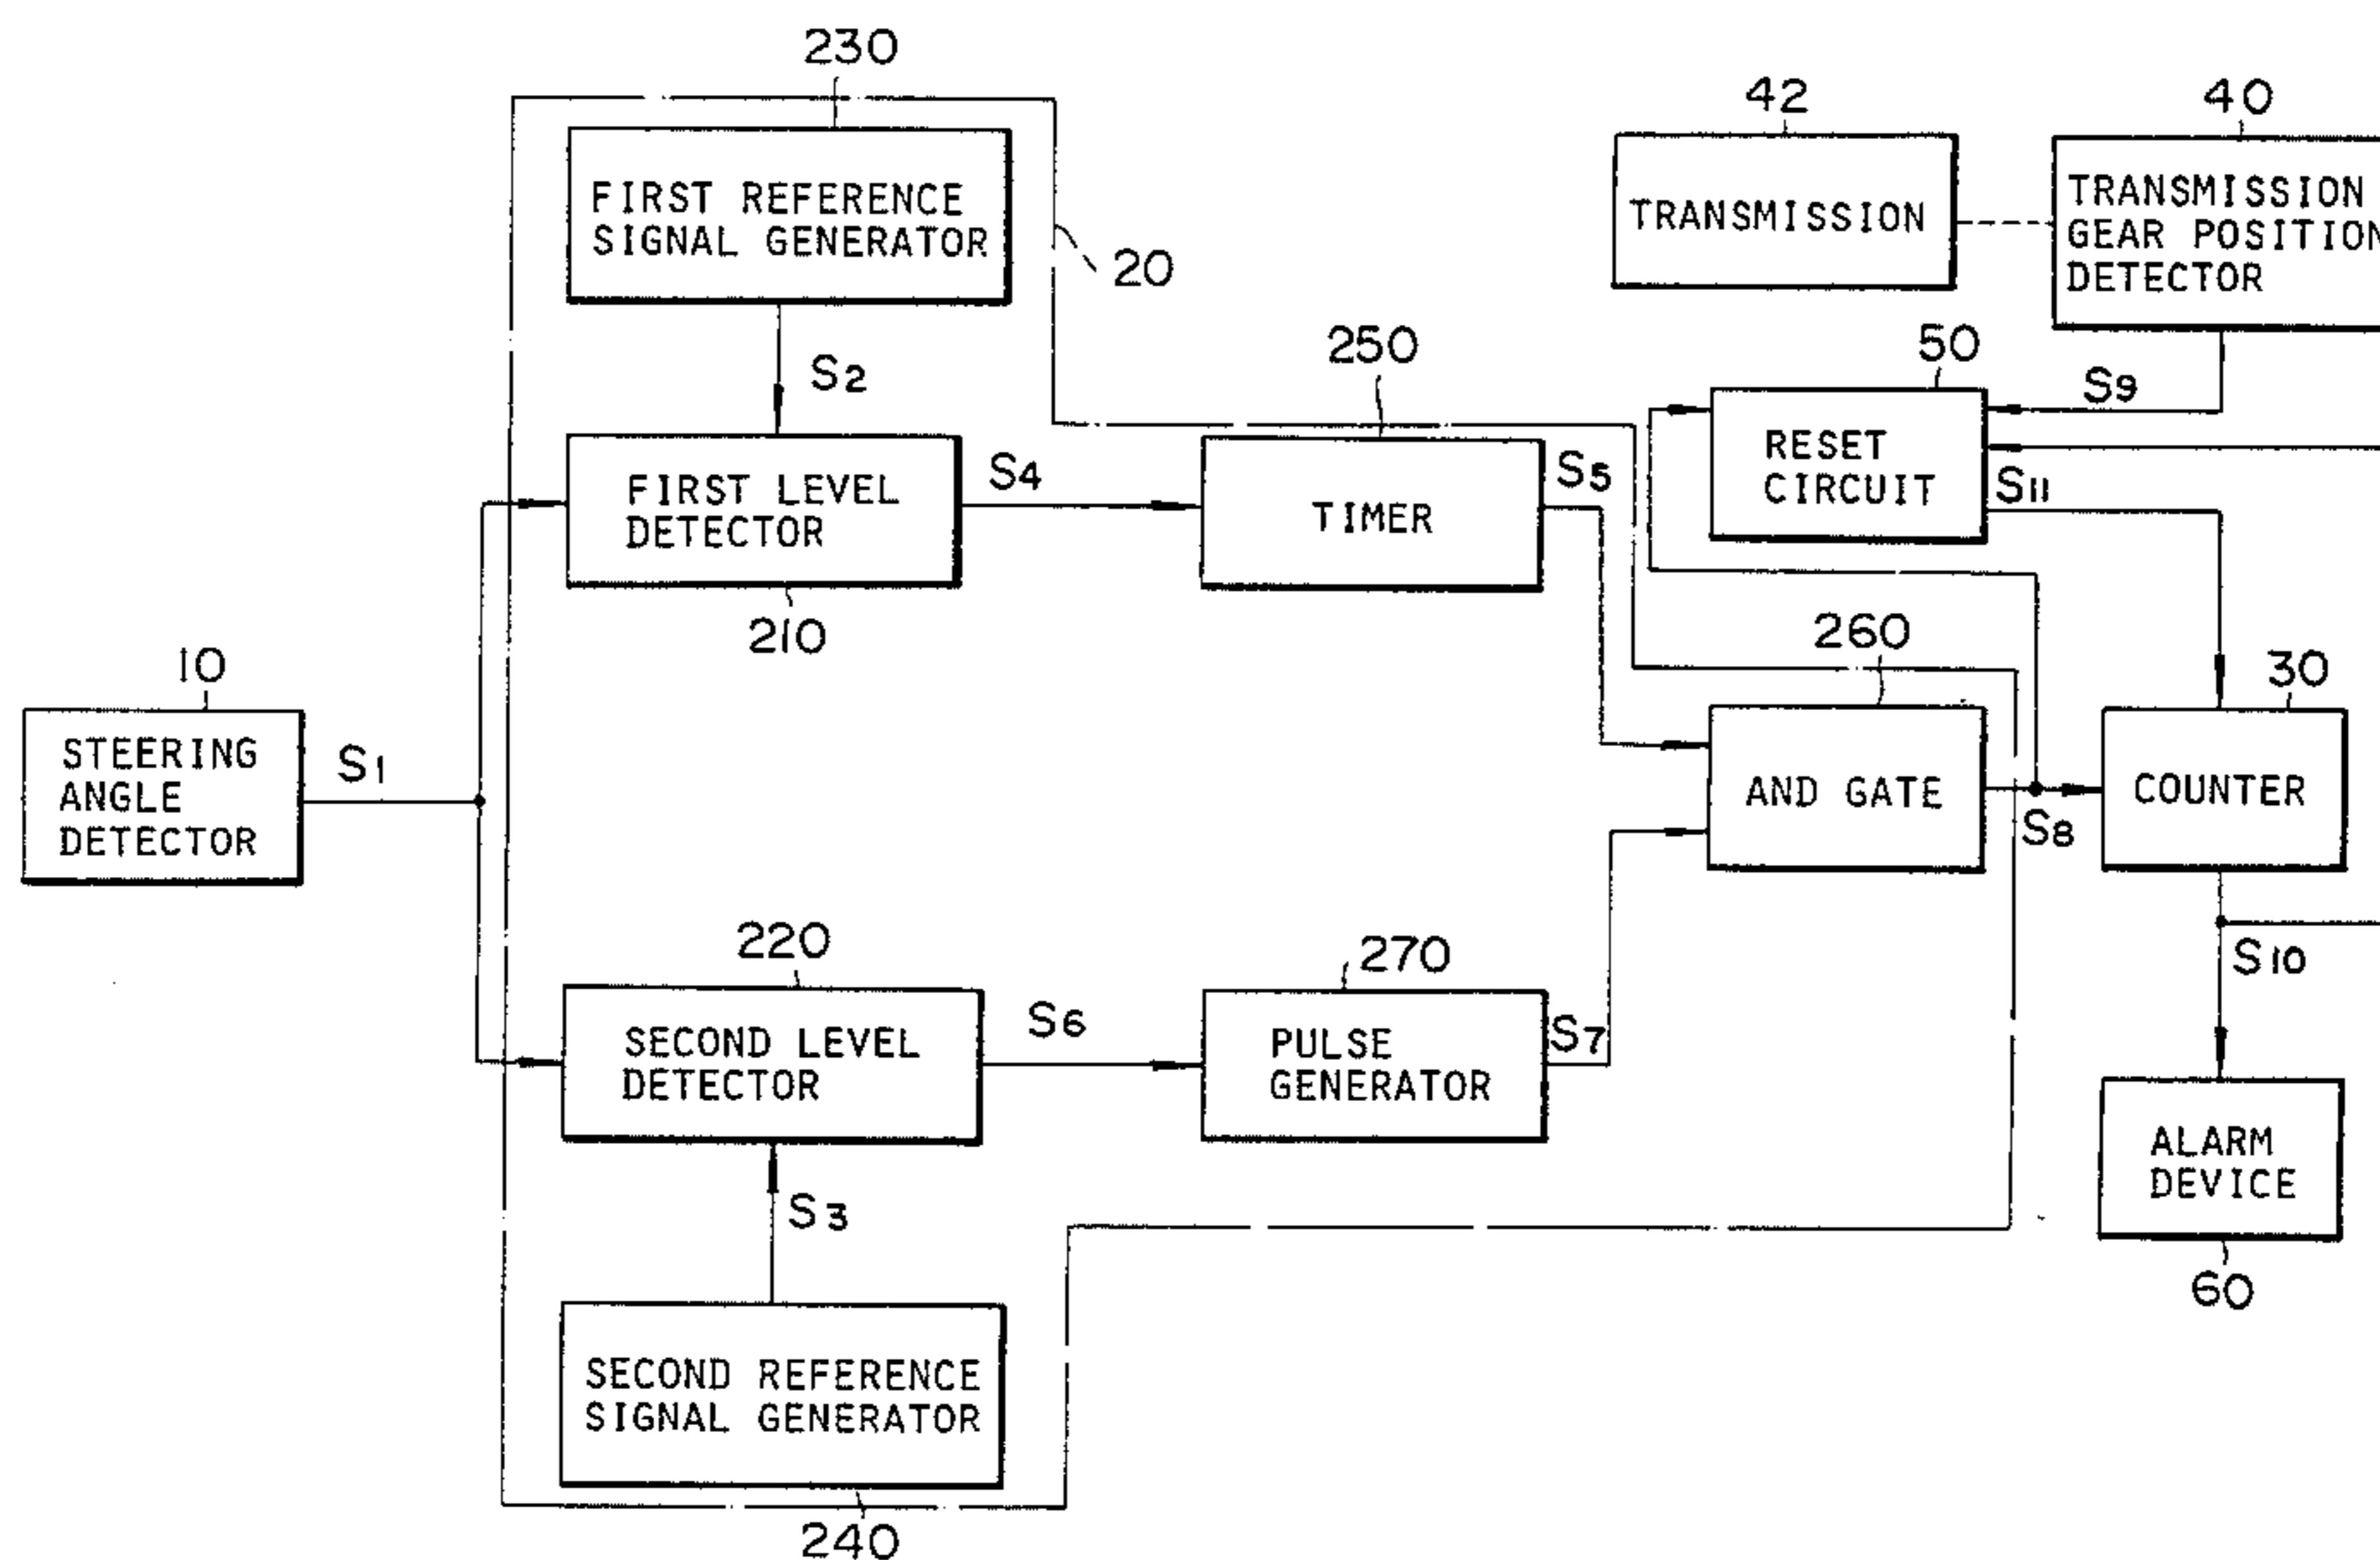 230
42
40
FIRST REFERENCE
SIGNAL GENERATOR
TRANSMISSION
TRANSMISSION
GEAR POSITION
DETECTOR
20
S2
250
50
S9
FIRST LEVEL
DETECTOR
S4
TIMER
S5
RESET
CIRCUIT
S11
210
260
10
30
STEERING
ANGLE
DETECTOR
S1
AND GATE
S8
COUNTER
220
270
S10
SECOND LEVEL
DETECTOR
S6
PULSE
GENERATOR
S7
ALARM
DEVICE
S3
60
SECOND REFERENCE
SIGNAL GENERATOR
240